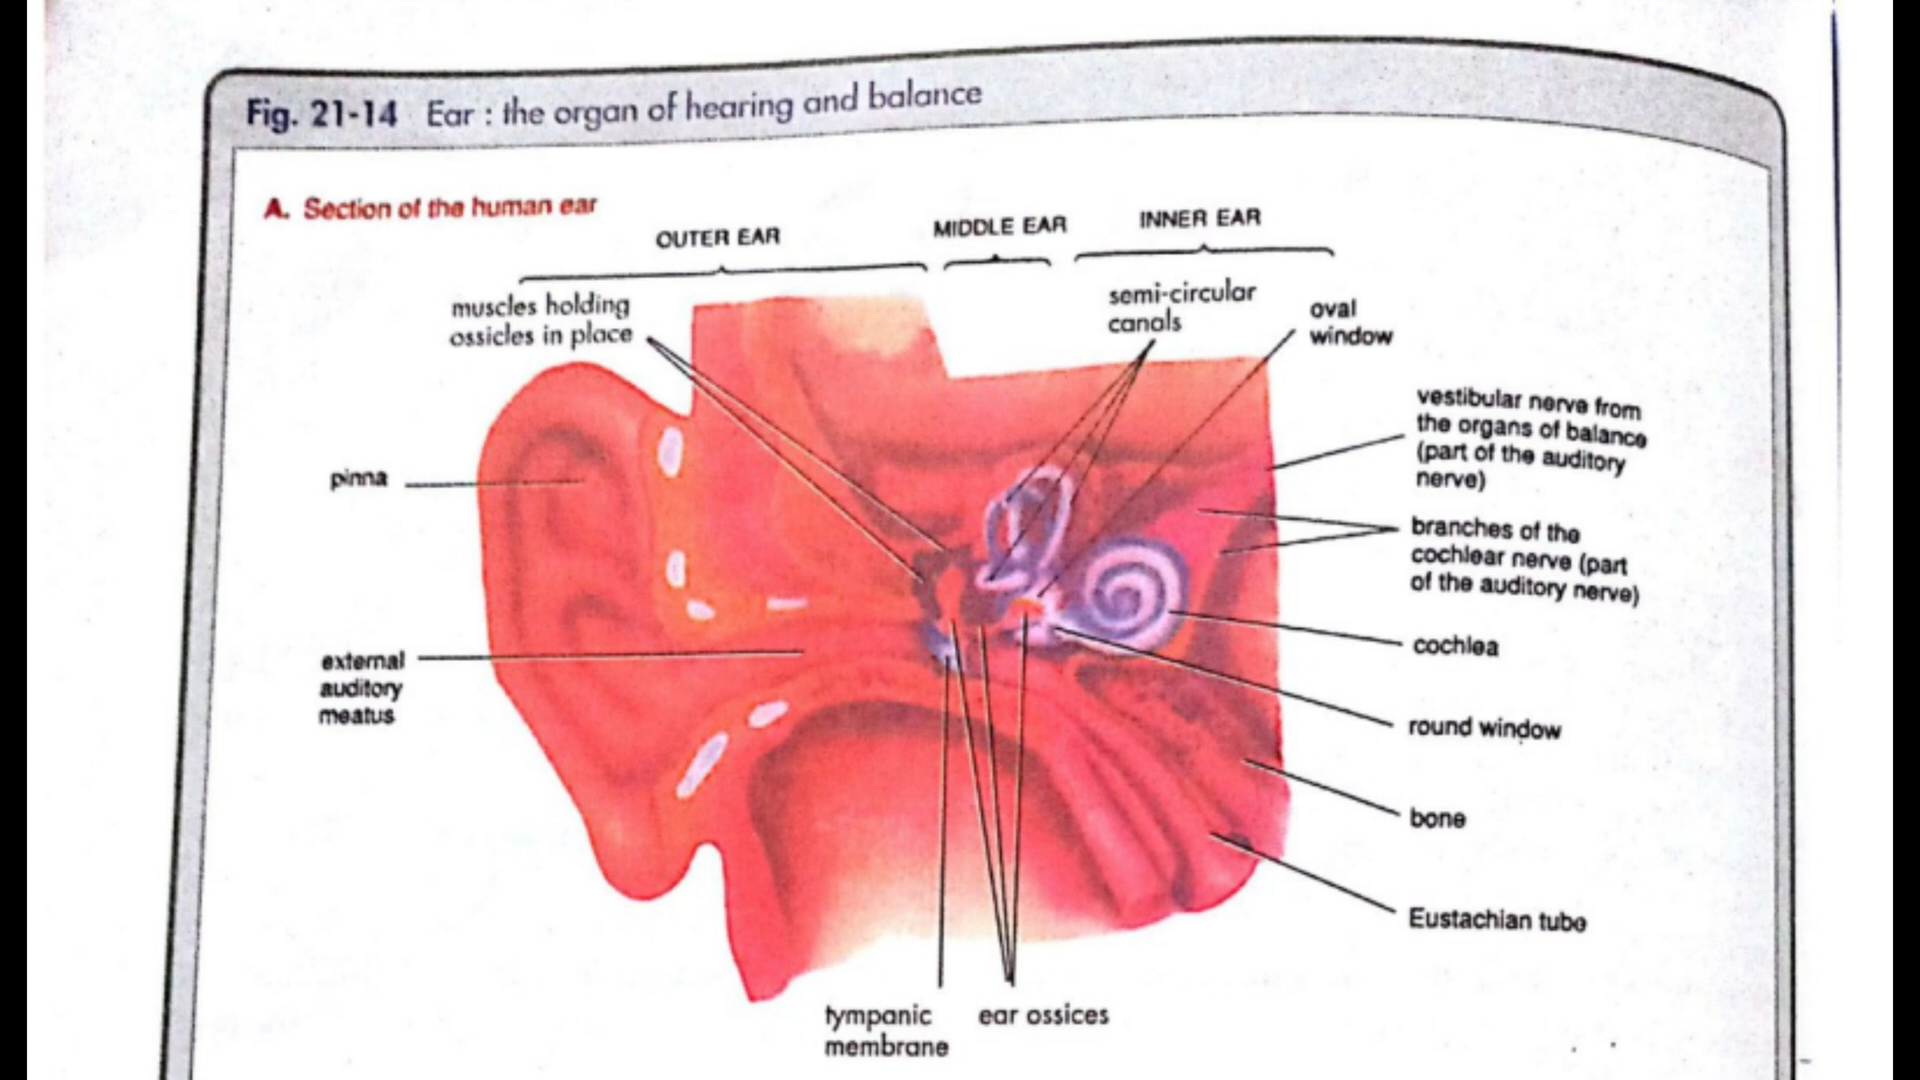 Fig. 21-14 Ear : the organ of hearing and balance
A. Section of the human ear
OUTER EAR
MIDDLE EAR
INNER EAR
muscles holding
ossicles in place
semi-circular
canals
oval
window
vestibular nerve from
the organs of balance
(part of the auditory
nerve)
pinna
branches of the
cochlear nerve (part
of the auditory nerve)
cochlea
external
auditory
meatus
round window
bone
Eustachian tube
tympanic
membrane
ear ossices